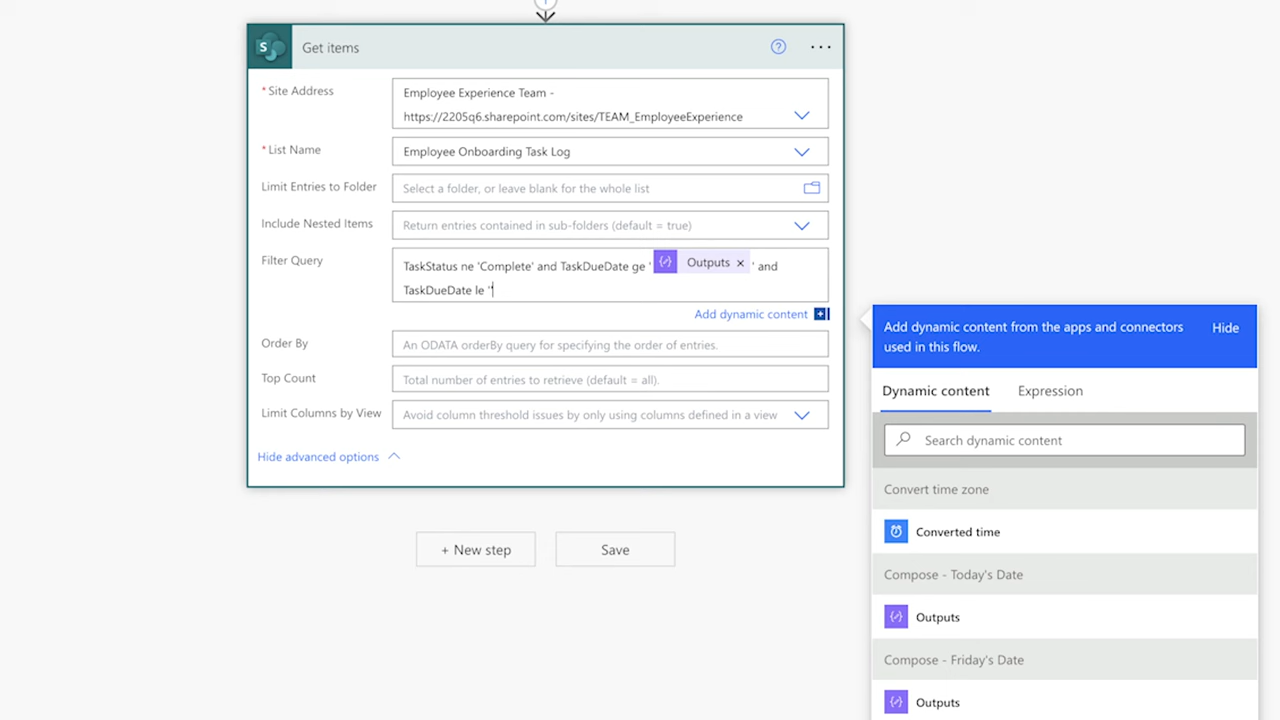 Get items
* Site Address
Employee Experience Team -
https://2205q6.sharepoint.com/sites/TEAM_EmployeeExperience
* List Name
Employee Onboarding Task Log
Limit Entries to Folder
Select a folder, or leave blank for the whole list
Include Nested Items
Return entries contained in sub-folders (default = true)
Filter Query
TaskStatus ne 'Complete' and TaskDueDate ge ' Outputs × ' and
TaskDueDate le ''
Add dynamic content
Order By
An ODATA orderBy query for specifying the order of entries.
Top Count
Total number of entries to retrieve (default = all).
Limit Columns by View
Avoid column threshold issues by only using columns defined in a view
Hide advanced options
+ New step
Save
Add dynamic content from the apps and connectors
used in this flow.
Hide
Dynamic content
Expression
Search dynamic content
Convert time zone
Converted time
Compose - Today's Date
Outputs
Compose - Friday's Date
Outputs